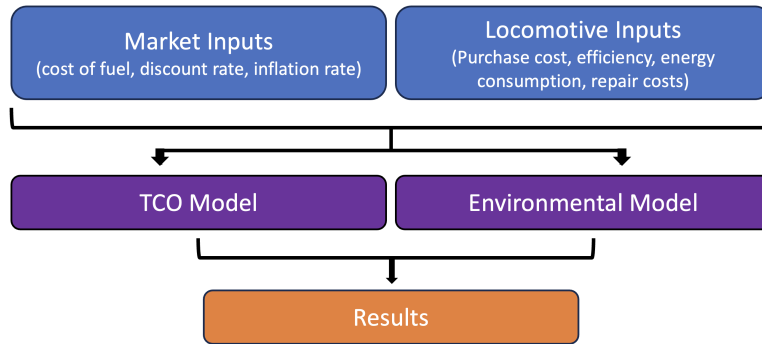 Market Inputs
(cost of fuel, discount rate, inflation rate)
Locomotive Inputs
(Purchase cost, efficiency, energy
consumption, repair costs)
TCO Model
Environmental Model
Results